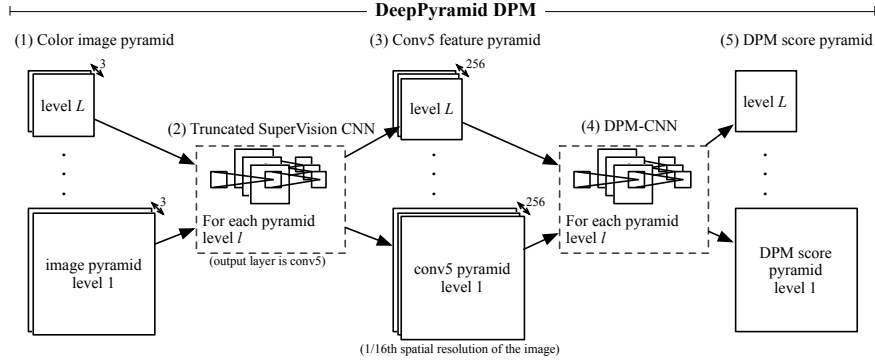 DeepPyramid DPM
(1) Color image pyramid
(3) Conv5 feature pyramid
(5) DPM score pyramid
3
level L
256
level L
level L
(2) Truncated SuperVision CNN
For each pyramid
level l
(output layer is conv5)
(4) DPM-CNN
For each pyramid
level l
3
image pyramid
level 1
256
conv5 pyramid
level 1
(1/16th spatial resolution of the image)
DPM score
pyramid
level 1